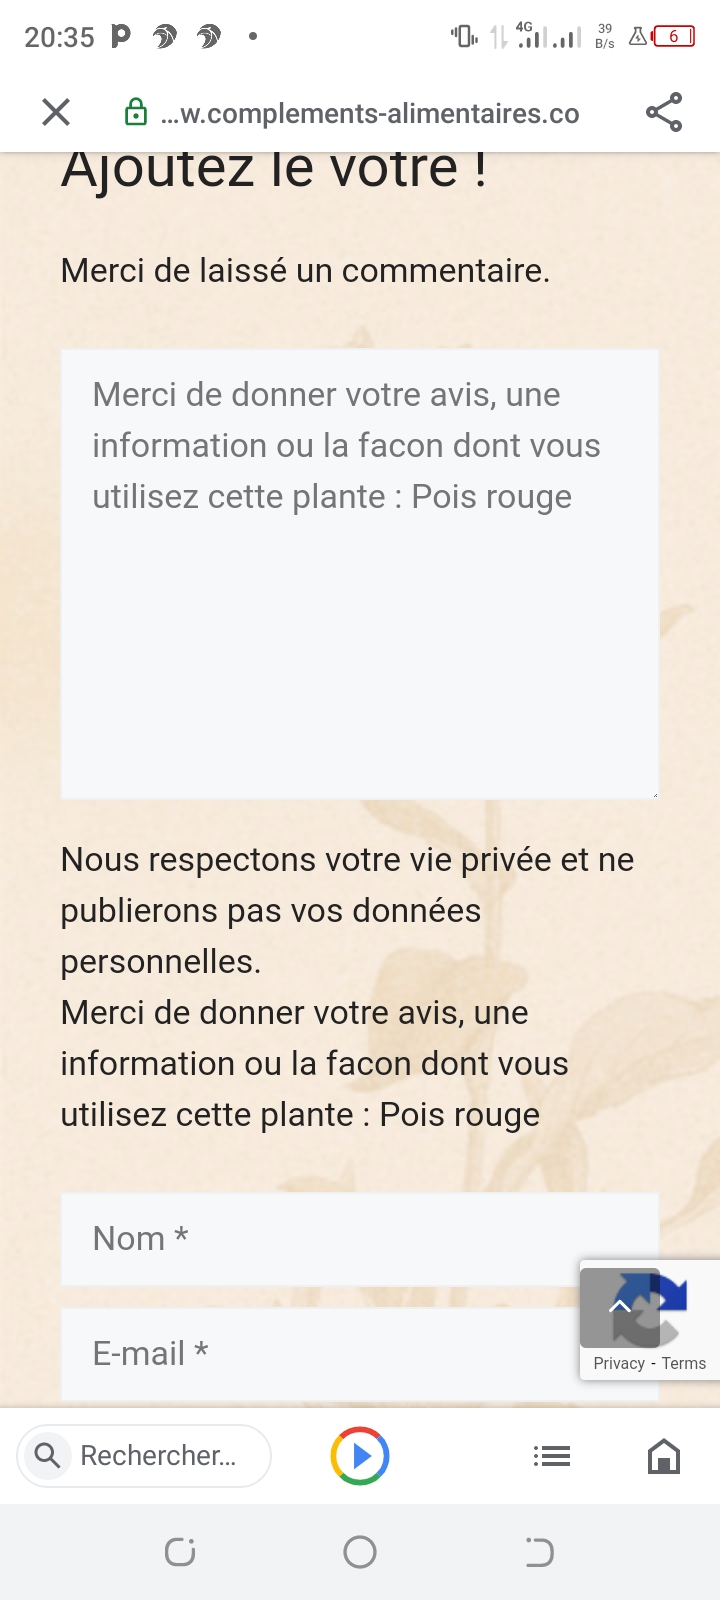 20:35
4G
39
B/s
6
...w.complements-alimentaires.co
Ajoutez le vôtre !
Merci de laissé un commentaire.
Merci de donner votre avis, une
information ou la facon dont vous
utilisez cette plante : Pois rouge
Nous respectons votre vie privée et ne
publierons pas vos données
personnelles.
Merci de donner votre avis, une
information ou la facon dont vous
utilisez cette plante : Pois rouge
Nom *
E-mail *
Privacy - Terms
Rechercher...